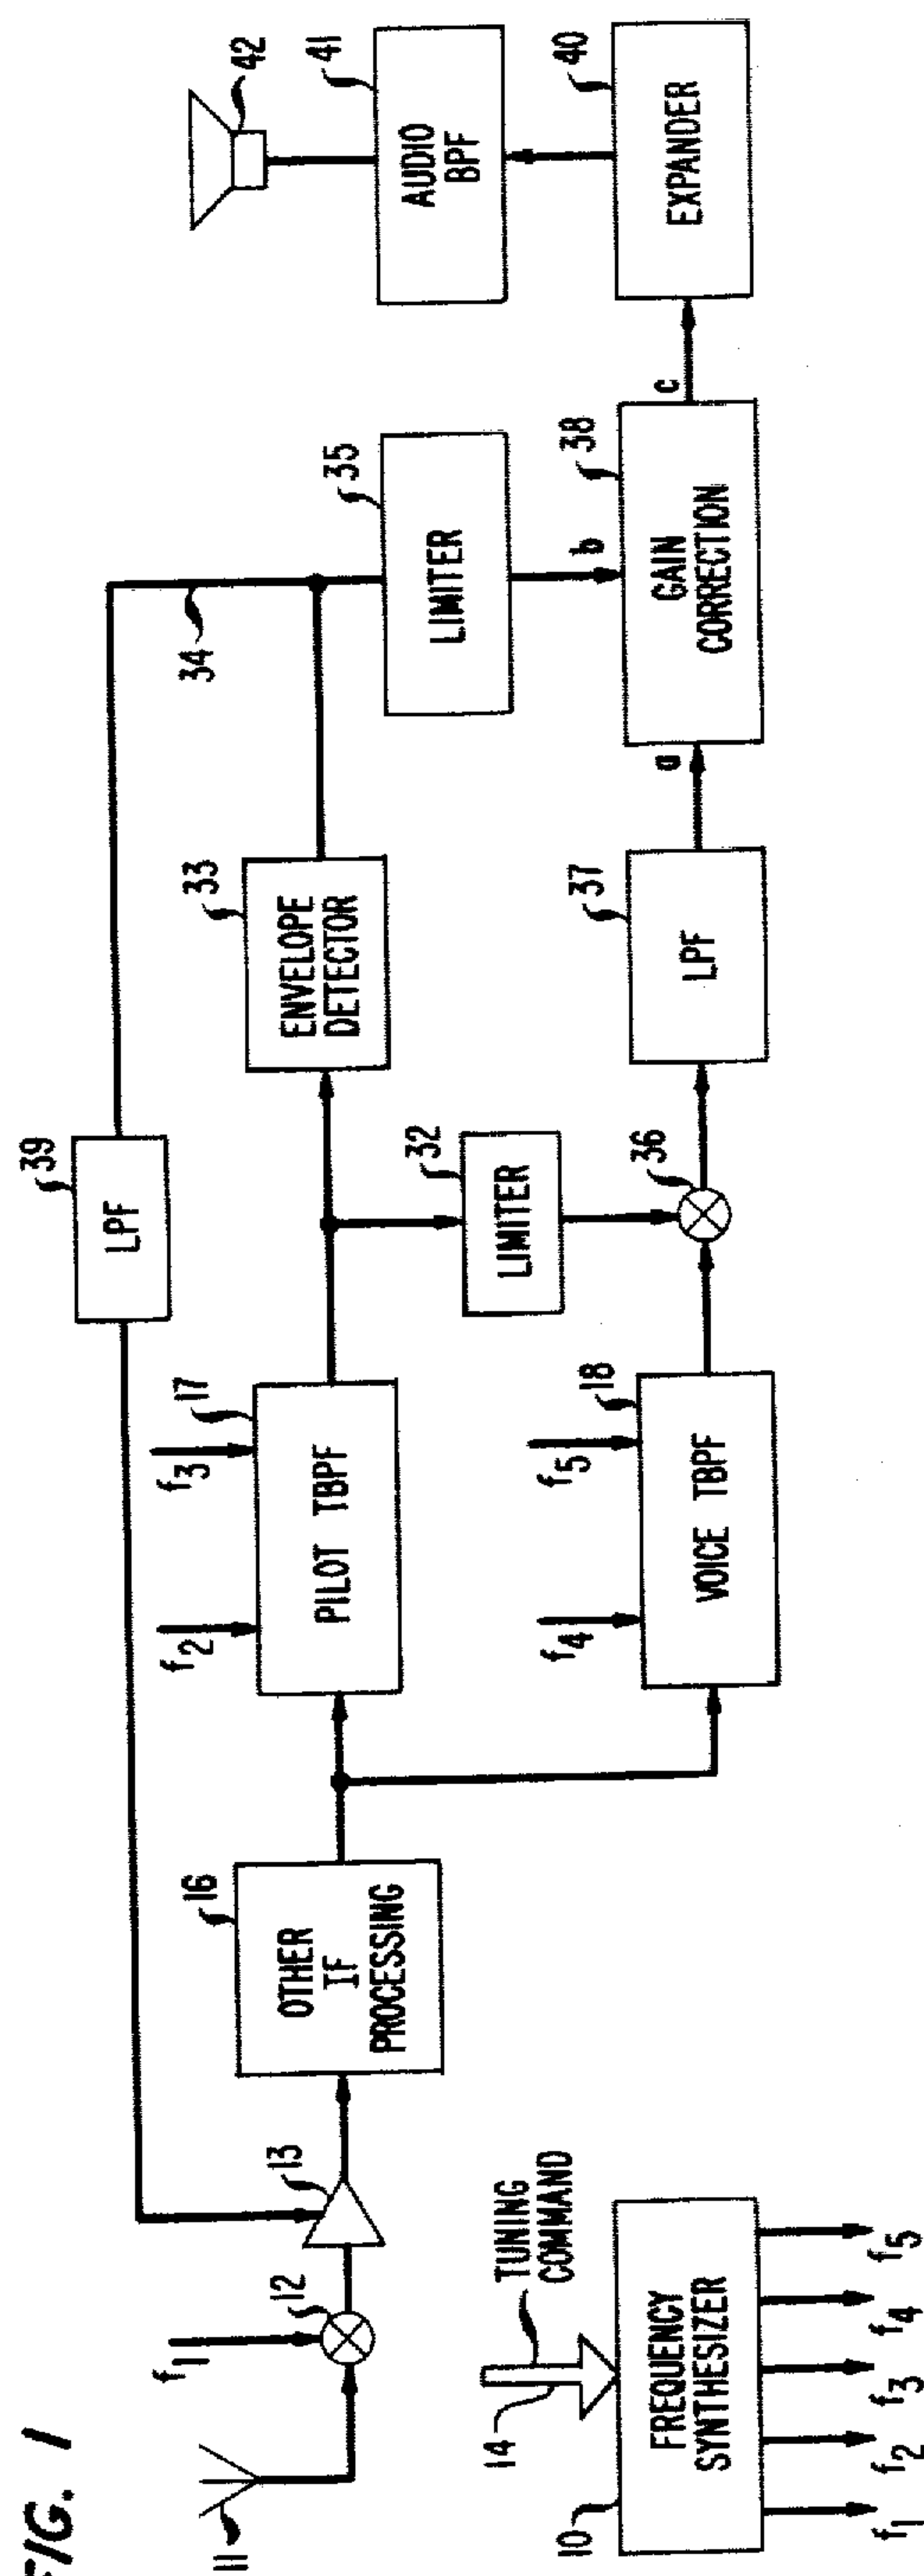 FIG. 1
11
f1
12
13
OTHER
IF
PROCESSING
16
39
LPF
f2
f3
17
PILOT TBPF
33
ENVELOPE
DETECTOR
34
32
LIMITER
35
LIMITER
b
f4
f5
18
VOICE TBPF
36
37
LPF
a
38
GAIN
CORRECTION
c
40
EXPANDER
41
AUDIO
BPF
42
14
TUNING
COMMAND
10
FREQUENCY
SYNTHESIZER
f1 f2 f3 f4 f5